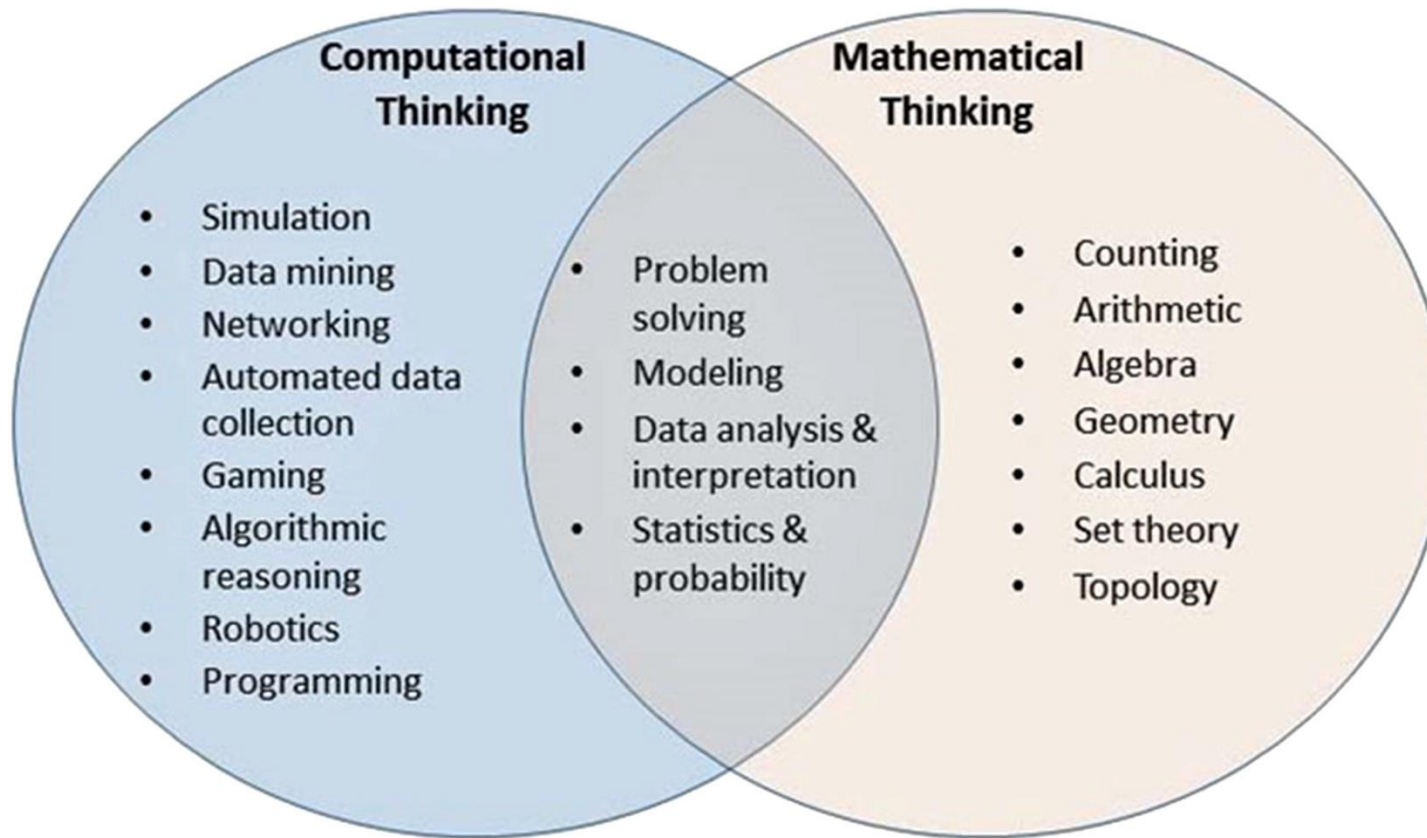 Computational
Thinking
• Simulation
• Data mining
• Networking
• Automated data
collection
• Gaming
• Algorithmic
reasoning
• Robotics
• Programming
• Problem
solving
• Modeling
• Data analysis &
interpretation
• Statistics &
probability
Mathematical
Thinking
• Counting
• Arithmetic
• Algebra
• Geometry
• Calculus
• Set theory
• Topology